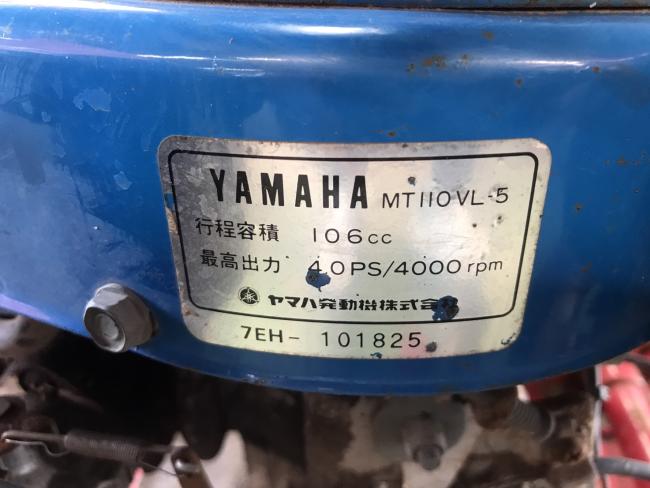 YAMAHA MT110VL-5
行程容積 106cc
最高出力 4.0PS/4000rpm
ヤマハ発動機株式会社
7EH- 101825